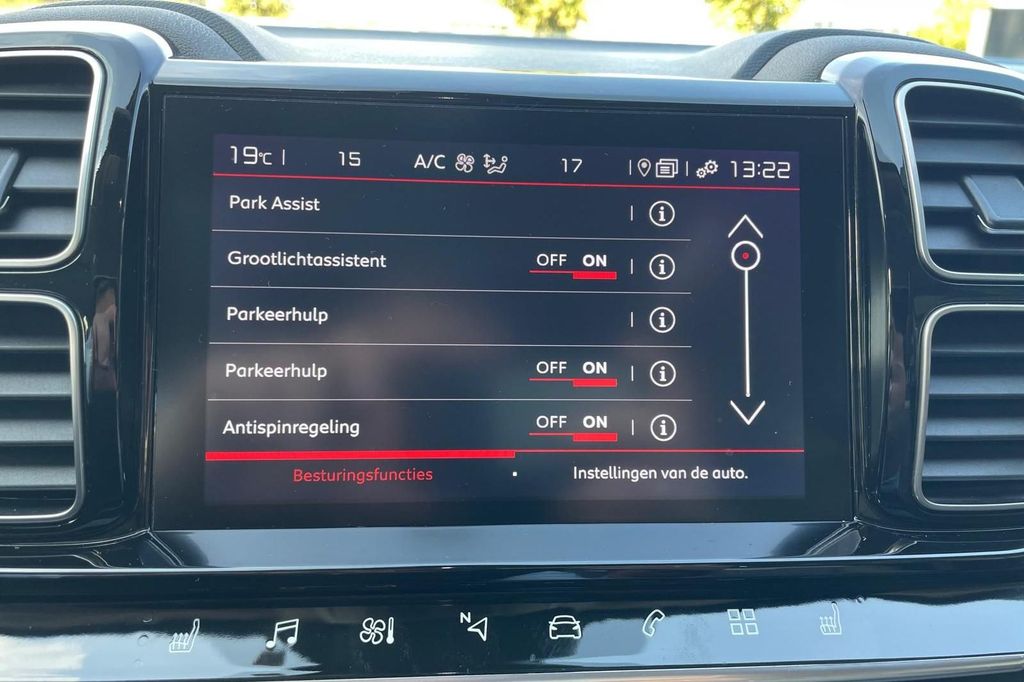 19°C 15 A/C 17 13:22
Park Assist i
Grootlichtassistent OFF ON i
Parkeerhulp i
Parkeerhulp OFF ON i
Antispinregeling OFF ON i
Besturingsfuncties Instellingen van de auto.
N